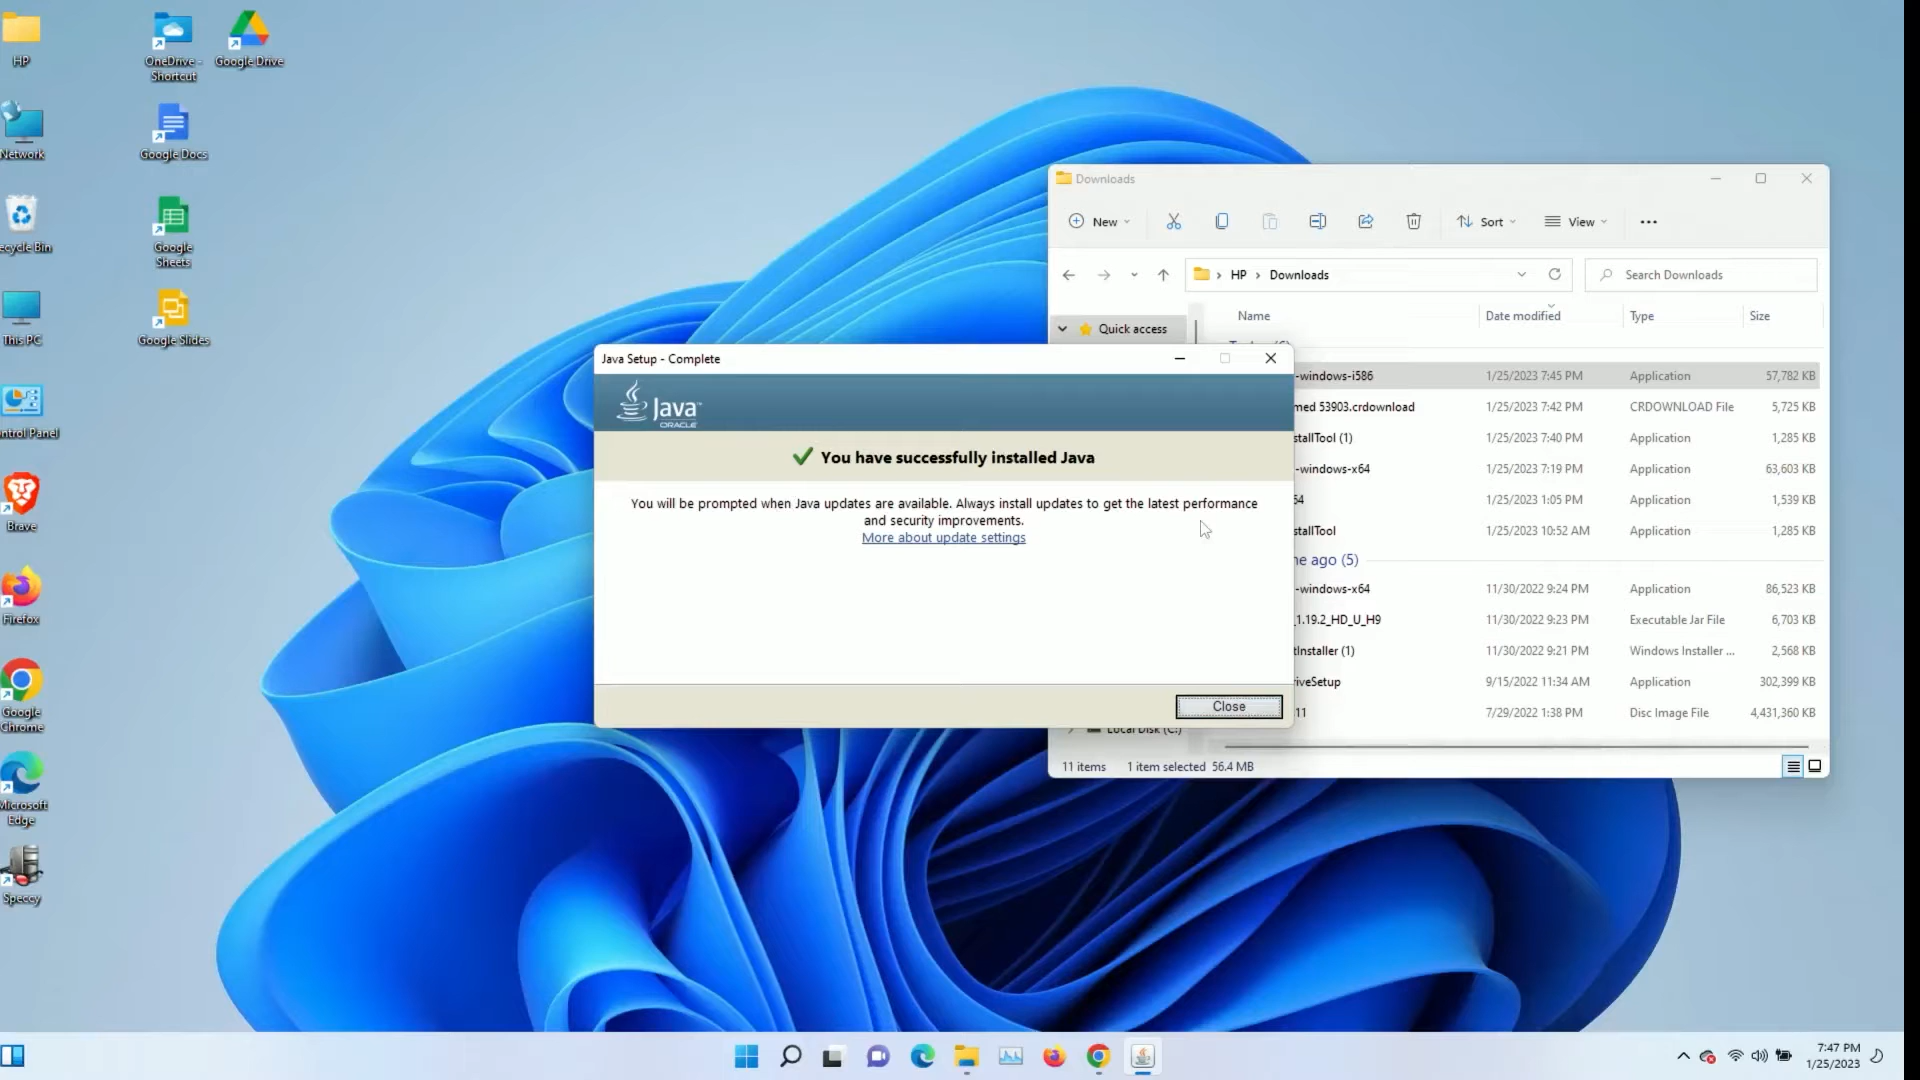 HP
OneDrive -
Shortcut
Google Drive
Network
Google Docs
ecycle Bin
Google
Sheets
This PC
Google Slides
ntrol Panel
Brave
Firefox
Google
Chrome
Microsoft
Edge
Speccy
Downloads
New
Sort
View
HP
Downloads
Search Downloads
Quick access
Name
Date modified
Type
Size
-windows-i586 1/25/2023 7:45 PM Application 57,782 KB
med 53903.crdownload 1/25/2023 7:42 PM CRDOWNLOAD File 5,725 KB
stallTool (1) 1/25/2023 7:40 PM Application 1,285 KB
-windows-x64 1/25/2023 7:19 PM Application 63,603 KB
64 1/25/2023 1:05 PM Application 1,539 KB
stallTool 1/25/2023 10:52 AM Application 1,285 KB
ne ago (5)
-windows-x64 11/30/2022 9:24 PM Application 86,523 KB
_1.19.2_HD_U_H9 11/30/2022 9:23 PM Executable Jar File 6,703 KB
tInstaller (1) 11/30/2022 9:21 PM Windows Installer ... 2,568 KB
riveSetup 9/15/2022 11:34 AM Application 302,399 KB
11 7/29/2022 1:38 PM Disc Image File 4,431,360 KB
Local Disk (C:)
11 items 1 item selected 56.4 MB
Java Setup - Complete
Java™
ORACLE
You have successfully installed Java
You will be prompted when Java updates are available. Always install updates to get the latest performance
and security improvements.
More about update settings
Close
7:47 PM
1/25/2023